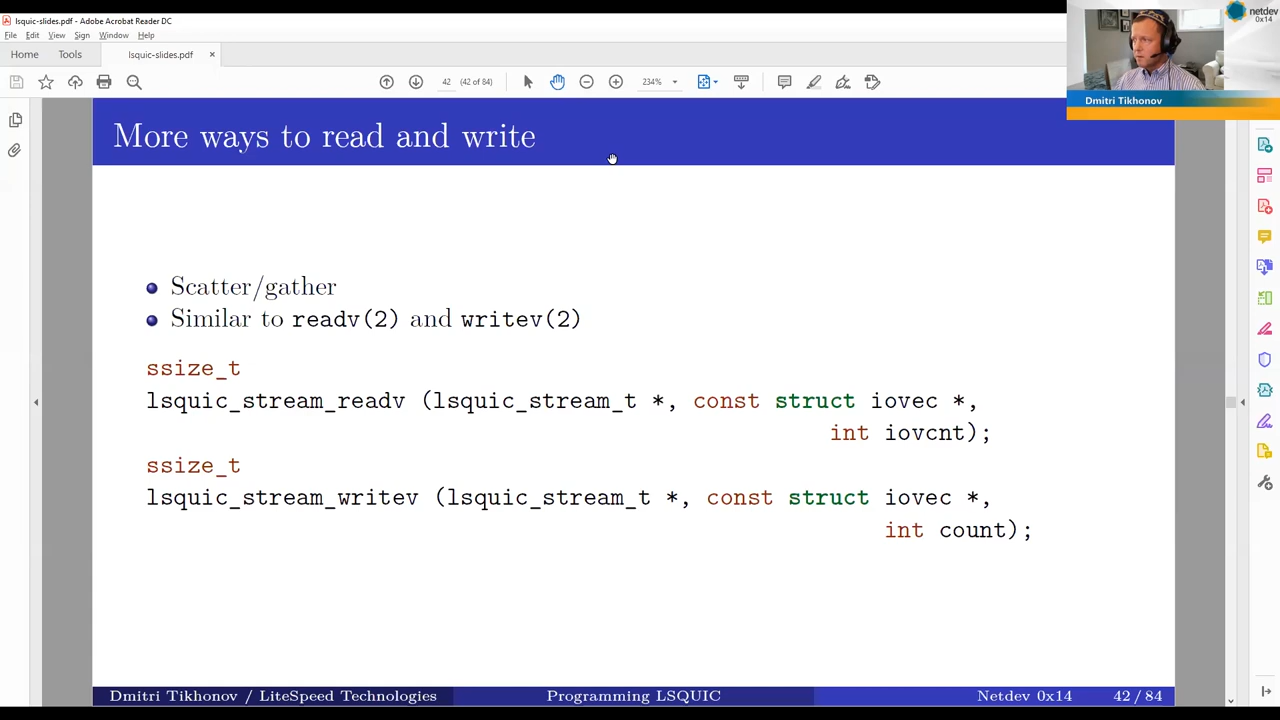 lsquic-slides.pdf - Adobe Acrobat Reader DC
File Edit View Sign Window Help
Home Tools lsquic-slides.pdf ×
42 (42 of 84) 234%
netdev
0x14
Dmitri Tikhonov
More ways to read and write
Scatter/gather
Similar to readv(2) and writev(2)
ssize_t
lsquic_stream_readv (lsquic_stream_t *, const struct iovec *,
int iovcnt);
ssize_t
lsquic_stream_writev (lsquic_stream_t *, const struct iovec *,
int count);
Dmitri Tikhonov / LiteSpeed Technologies Programming LSQUIC Netdev 0x14 42 / 84